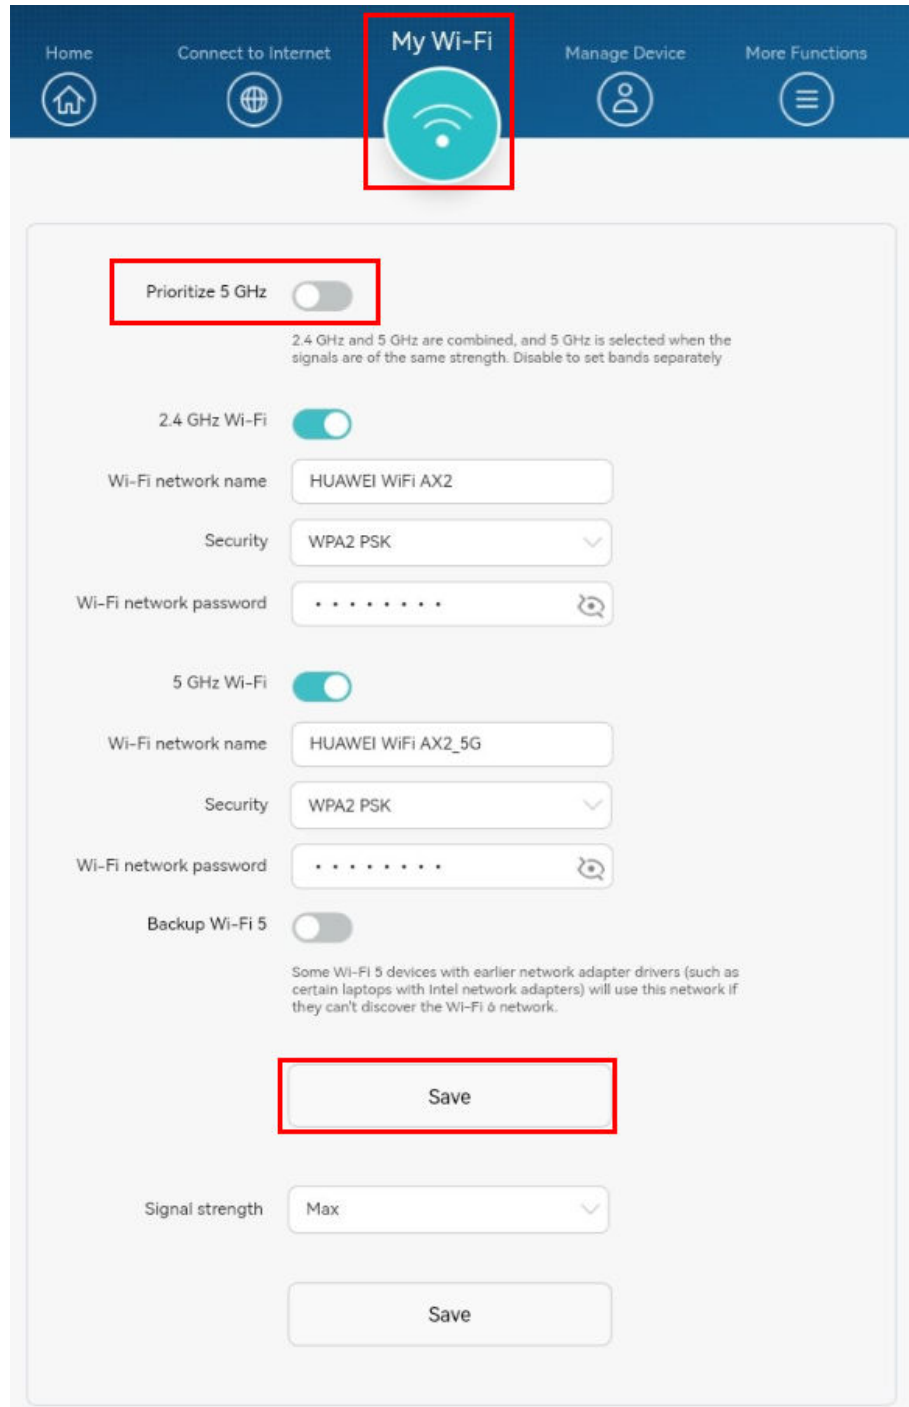 Home
Connect to Internet
My Wi-Fi
Manage Device
More Functions
Prioritize 5 GHz
2.4 GHz and 5 GHz are combined, and 5 GHz is selected when the
signals are of the same strength. Disable to set bands separately
2.4 GHz Wi-Fi
Wi-Fi network name
HUAWEI WiFi AX2
Security
WPA2 PSK
Wi-Fi network password
••••••••
5 GHz Wi-Fi
Wi-Fi network name
HUAWEI WiFi AX2_5G
Security
WPA2 PSK
Wi-Fi network password
••••••••
Backup Wi-Fi 5
Some Wi-Fi 5 devices with earlier network adapter drivers (such as
certain laptops with Intel network adapters) will use this network if
they can't discover the Wi-Fi 6 network.
Save
Signal strength
Max
Save